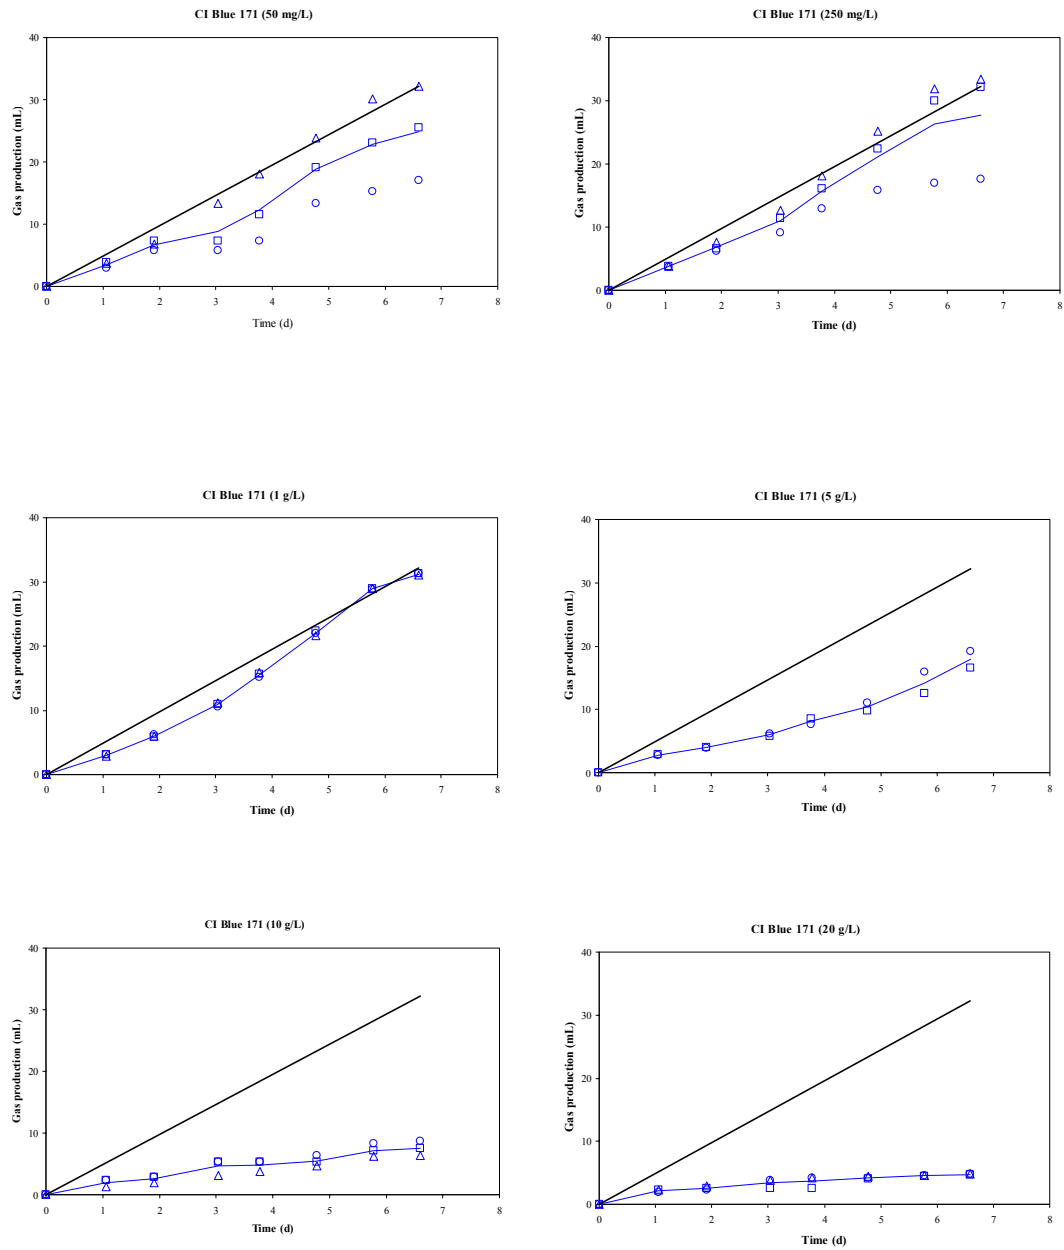 CI Blue 171 (50 mg/L)
Gas production (mL)
40
30
20
10
0
0 1 2 3 4 5 6 7 8
Time (d)
CI Blue 171 (250 mg/L)
Gas production (mL)
40
30
20
10
0
0 1 2 3 4 5 6 7 8
Time (d)
CI Blue 171 (1 g/L)
Gas production (mL)
40
30
20
10
0
0 1 2 3 4 5 6 7 8
Time (d)
CI Blue 171 (5 g/L)
Gas production (mL)
40
30
20
10
0
0 1 2 3 4 5 6 7 8
Time (d)
CI Blue 171 (10 g/L)
Gas production (mL)
40
30
20
10
0
0 1 2 3 4 5 6 7 8
Time (d)
CI Blue 171 (20 g/L)
Gas production (mL)
40
30
20
10
0
0 1 2 3 4 5 6 7 8
Time (d)